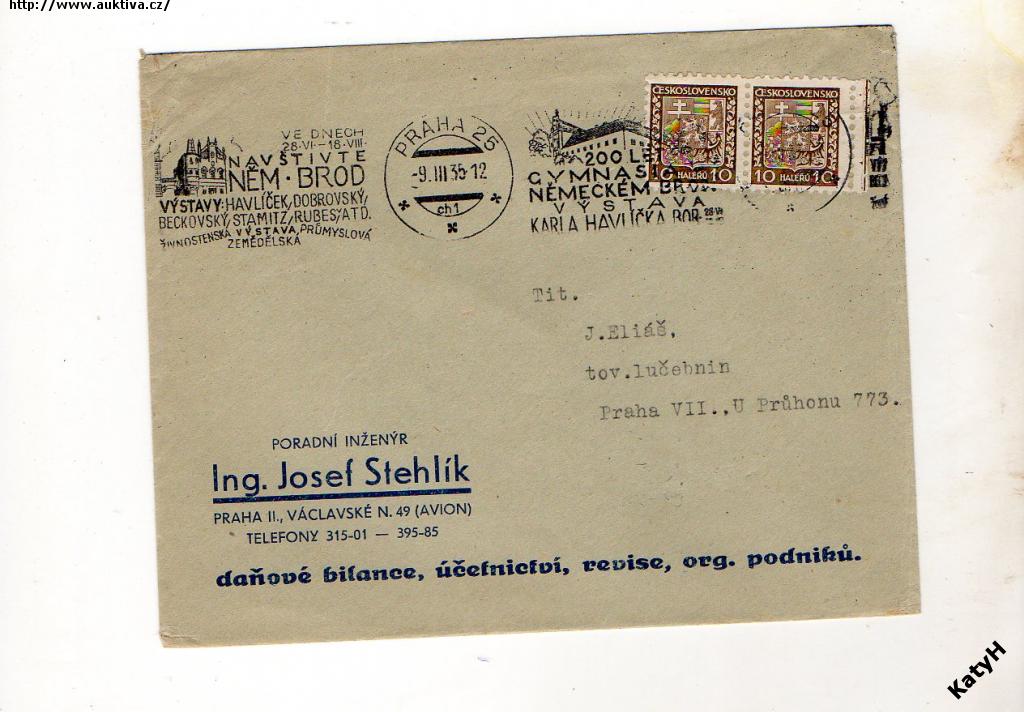 http://www.auktiva.cz/
VE DNECH
28·VI·–18·VIII·
NAVŠTIVTE
NĚM·BROD
VÝSTAVY: HAVLÍČEK, DOBROVSKÝ,
BECKOVSKÝ, STAMITZ, RUBEŠ, ATD.
ŽIVNOSTENSKÁ VÝSTAVA, PRŮMYSLOVÁ
ZEMĚDĚLSKÁ
PRAHA 25
-9.III 35-12
ch1
200 LE
GYMNAS
NĚMECKÉM
VÝSTAVA
KARLA HAVLÍČKA BOR
ČESKOSLOVENSKO
10 HALÉŘŮ 10
ČESKOSLOVENSKO
10 HALÉŘŮ 10
Tit.
J.Eliáš,
tov.lučebnin
Praha VII.,U Průhonu 773.
PORADNÍ INŽENÝR
Ing. Josef Stehlík
PRAHA II., VÁCLAVSKÉ N. 49 (AVION)
TELEFONY 315-01 — 395-85
daňové bilance, účetnictví, revise, org. podniků.
KatyH